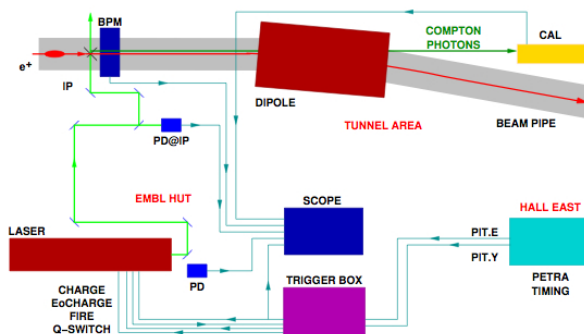 BPM
COMPTON
PHOTONS
CAL
e+
IP
DIPOLE
TUNNEL AREA
BEAM PIPE
PD@IP
EMBL HUT
SCOPE
HALL EAST
LASER
PIT.E
PIT.Y
PD
PETRA
TIMING
TRIGGER BOX
CHARGE
EoCHARGE
FIRE
Q-SWITCH